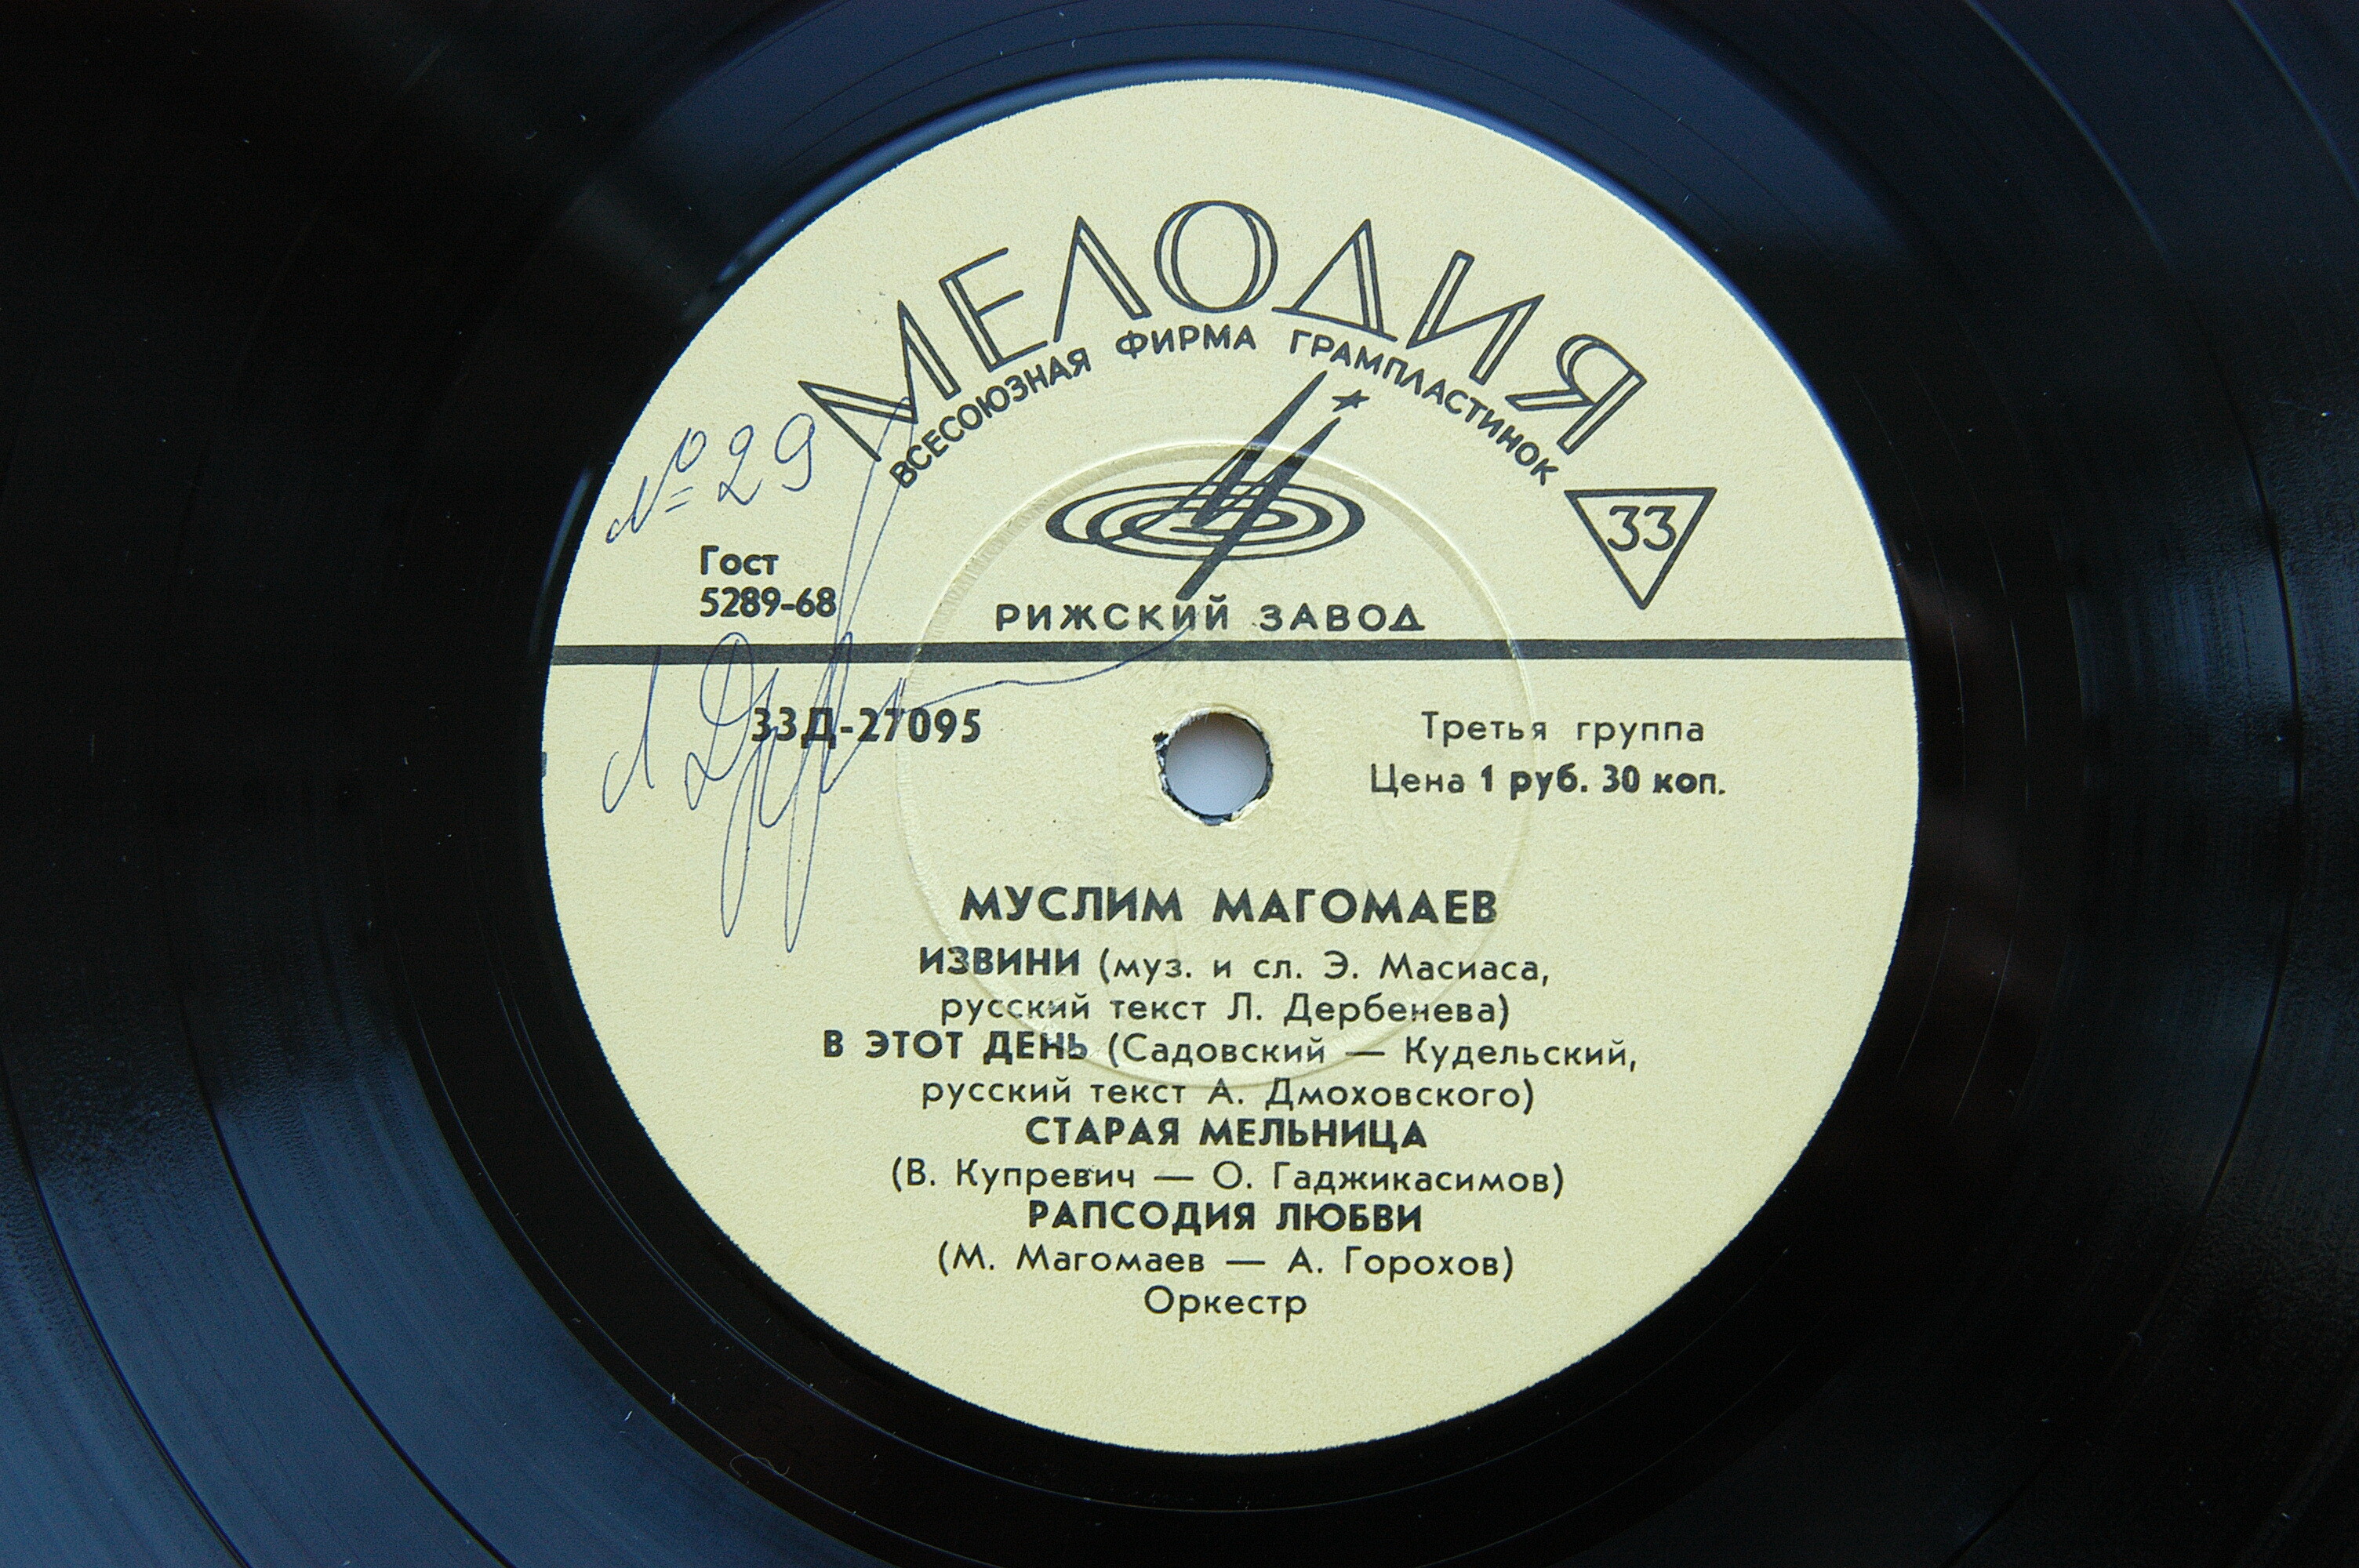 МЕЛОДИЯ
ВСЕСОЮЗНАЯ ФИРМА ГРАМПЛАСТИНОК
№ 29
33
Гост
5289-68
РИЖСКИЙ ЗАВОД
33Д-27095
Третья группа
Цена 1 руб. 30 коп.
МУСЛИМ МАГОМАЕВ
ИЗВИНИ (муз. и сл. Э. Масиаса,
русский текст Л. Дербенева)
В ЭТОТ ДЕНЬ (Садовский — Кудельский,
русский текст А. Дмоховского)
СТАРАЯ МЕЛЬНИЦА
(В. Купревич — О. Гаджикасимов)
РАПСОДИЯ ЛЮБВИ
(М. Магомаев — А. Горохов)
Оркестр